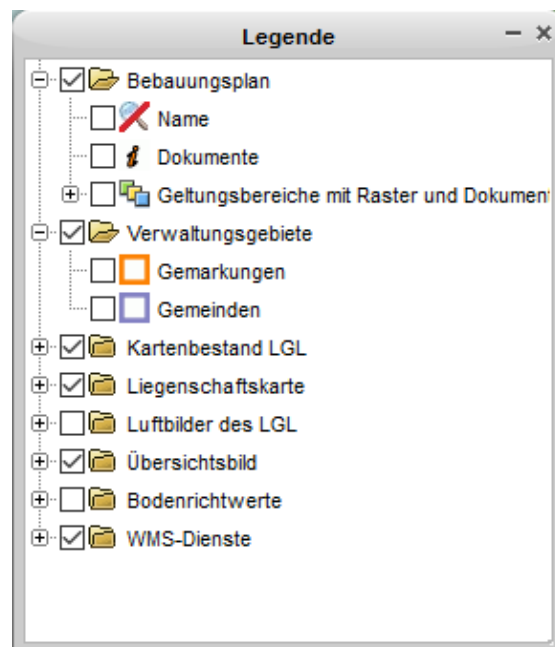 Legende
Bebauungsplan
Name
Dokumente
Geltungsbereiche mit Raster und Dokumen
Verwaltungsgebiete
Gemarkungen
Gemeinden
Kartenbestand LGL
Liegenschaftskarte
Luftbilder des LGL
Übersichtsbild
Bodenrichtwerte
WMS-Dienste